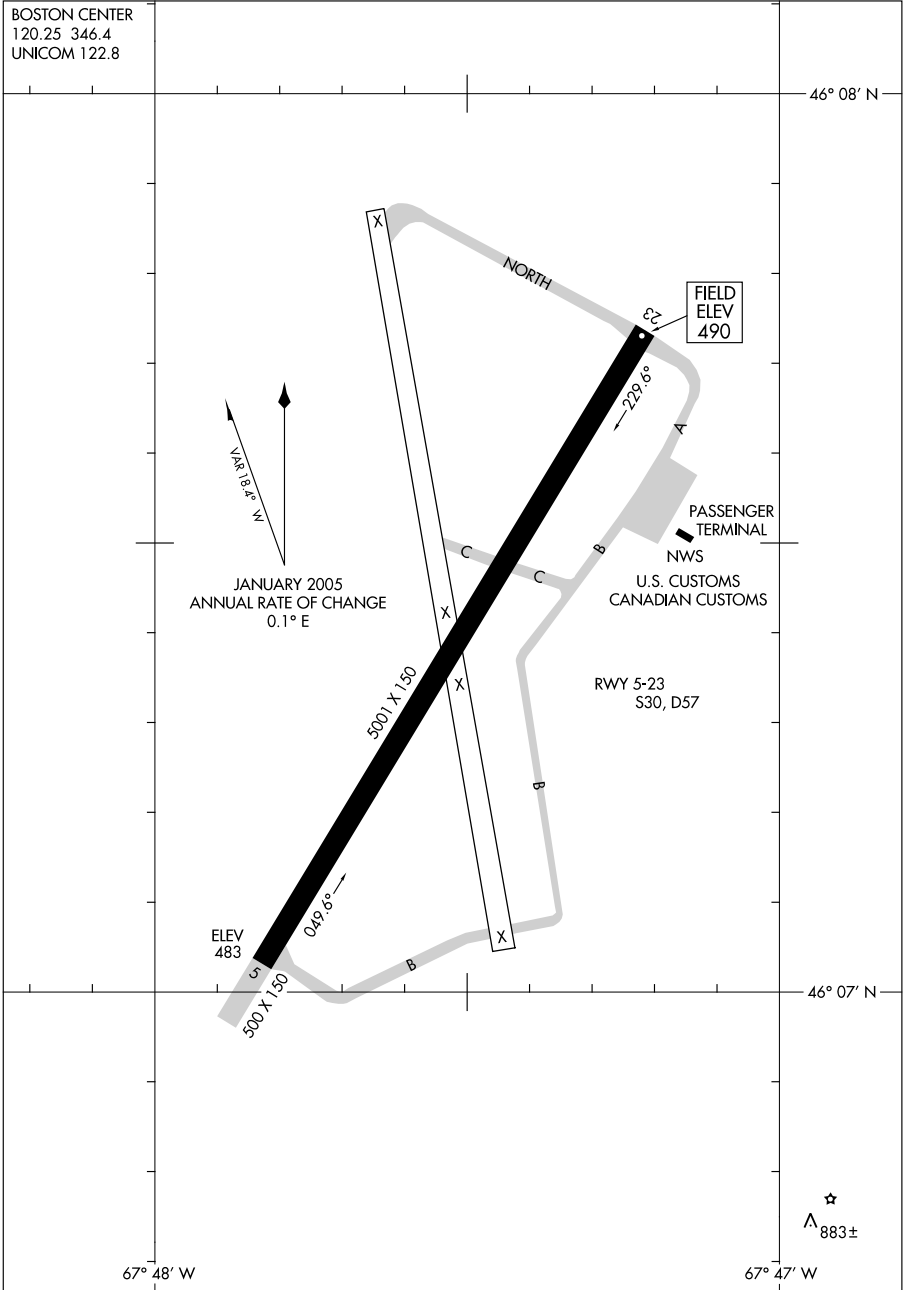 BOSTON CENTER
120.25 346.4
UNICOM 122.8
46° 08' N
X
NORTH
23
FIELD
ELEV
490
229.6°
A
VAR 18.4° W
PASSENGER
TERMINAL
NWS
U.S. CUSTOMS
CANADIAN CUSTOMS
B
C
C
JANUARY 2005
ANNUAL RATE OF CHANGE
0.1° E
X
X
RWY 5-23
S30, D57
5001 X 150
B
049.6°
ELEV
483
X
B
5
500 X 150
46° 07' N
883±
67° 48' W
67° 47' W